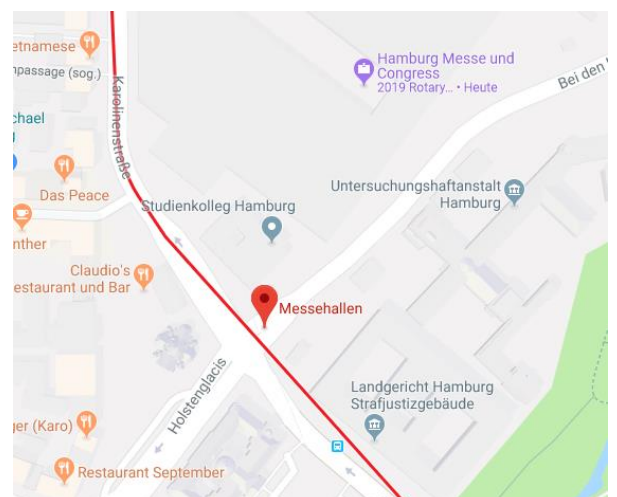 etnamese
npassage (sog.)
Karolinenstraße
Hamburg Messe und
Congress
2019 Rotary... • Heute
Bei den
chael
Das Peace
Studienkolleg Hamburg
Untersuchungshaftanstalt
Hamburg
nther
Claudio's
estaurant und Bar
Messehallen
Holstenglacis
Landgericht Hamburg
Strafjustizgebäude
ger (Karo)
Restaurant September